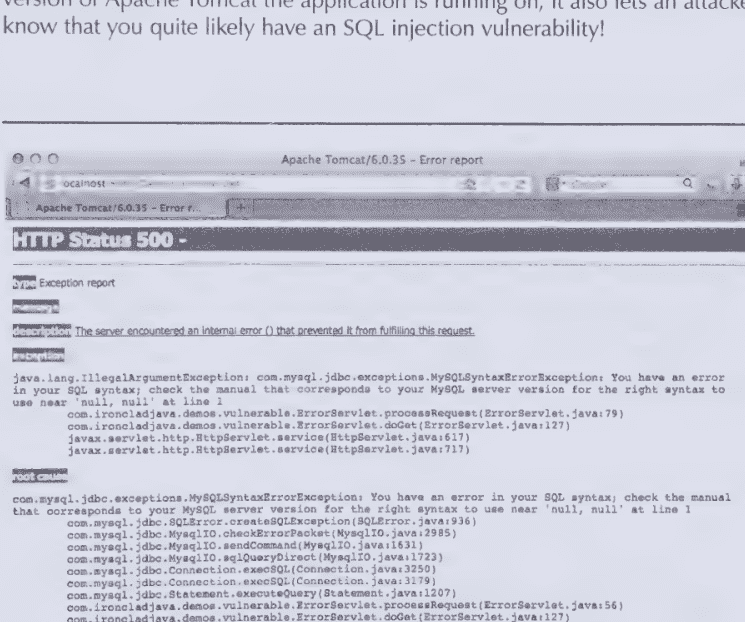 version of Apache Tomcat the application is running on, it also lets an attacke
know that you quite likely have an SQL injection vulnerability!
Apache Tomcat/6.0.35 - Error report
ocalhost
Apache Tomcat/6.0.35 - Error r...
HTTP Status 500 -
type Exception report
message
description The server encountered an internal error () that prevented it from fulfilling this request.
exception
java.lang.IllegalArgumentException: com.mysql.jdbc.exceptions.MySQLSyntaxErrorException: You have an error
in your SQL syntax; check the manual that corresponds to your MySQL server version for the right syntax to
use near 'null, null' at line 1
com.ironcladjava.demos.vulnerable.ErrorServlet.processRequest(ErrorServlet.java:79)
com.ironcladjava.demos.vulnerable.ErrorServlet.doGet(ErrorServlet.java:127)
javax.servlet.http.HttpServlet.service(HttpServlet.java:617)
javax.servlet.http.HttpServlet.service(HttpServlet.java:717)
root cause
com.mysql.jdbc.exceptions.MySQLSyntaxErrorException: You have an error in your SQL syntax; check the manual
that corresponds to your MySQL server version for the right syntax to use near 'null, null' at line 1
com.mysql.jdbc.SQLError.createSQLException(SQLError.java:936)
com.mysql.jdbc.MysqlIO.checkErrorPacket(MysqlIO.java:2985)
com.mysql.jdbc.MysqlIO.sendCommand(MysqlIO.java:1631)
com.mysql.jdbc.MysqlIO.sqlQueryDirect(MysqlIO.java:1723)
com.mysql.jdbc.Connection.execSQL(Connection.java:3250)
com.mysql.jdbc.Connection.execSQL(Connection.java:3179)
com.mysql.jdbc.Statement.executeQuery(Statement.java:1207)
com.ironcladjava.demos.vulnerable.ErrorServlet.processRequest(ErrorServlet.java:56)
com.ironcladjava.demos.vulnerable.ErrorServlet.doGet(ErrorServlet.java:127)